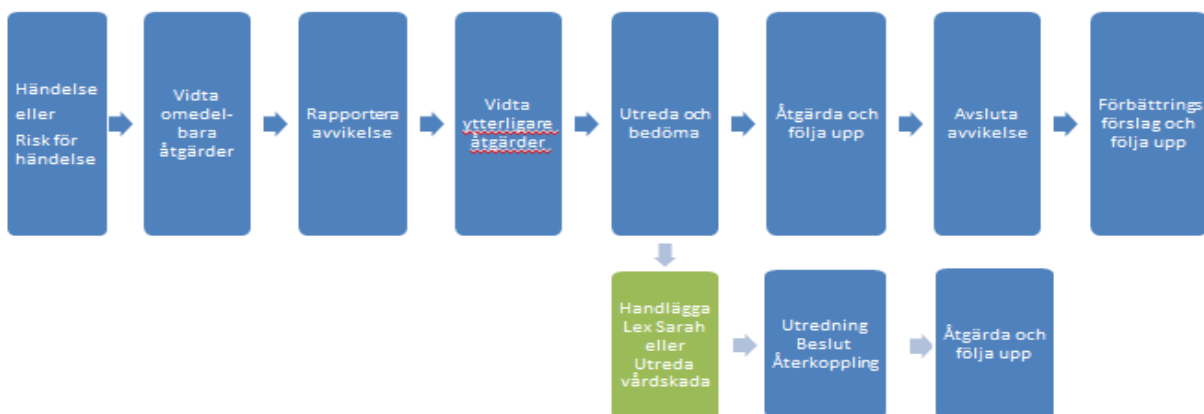 Händelse
eller
Risk för
händelse
Vidta
omedel-
bara
åtgärder
Rapportera
avvikelse
Vidta
ytterligare
åtgärder
Utreda och
bedöma
Åtgärda och
följa upp
Avsluta
avvikelse
Förbättrings
förslag och
följa upp
Handlägga
Lex Sarah
eller
Utreda
vårdskada
Utredning
Beslut
Återkoppling
Åtgärda och
följa upp